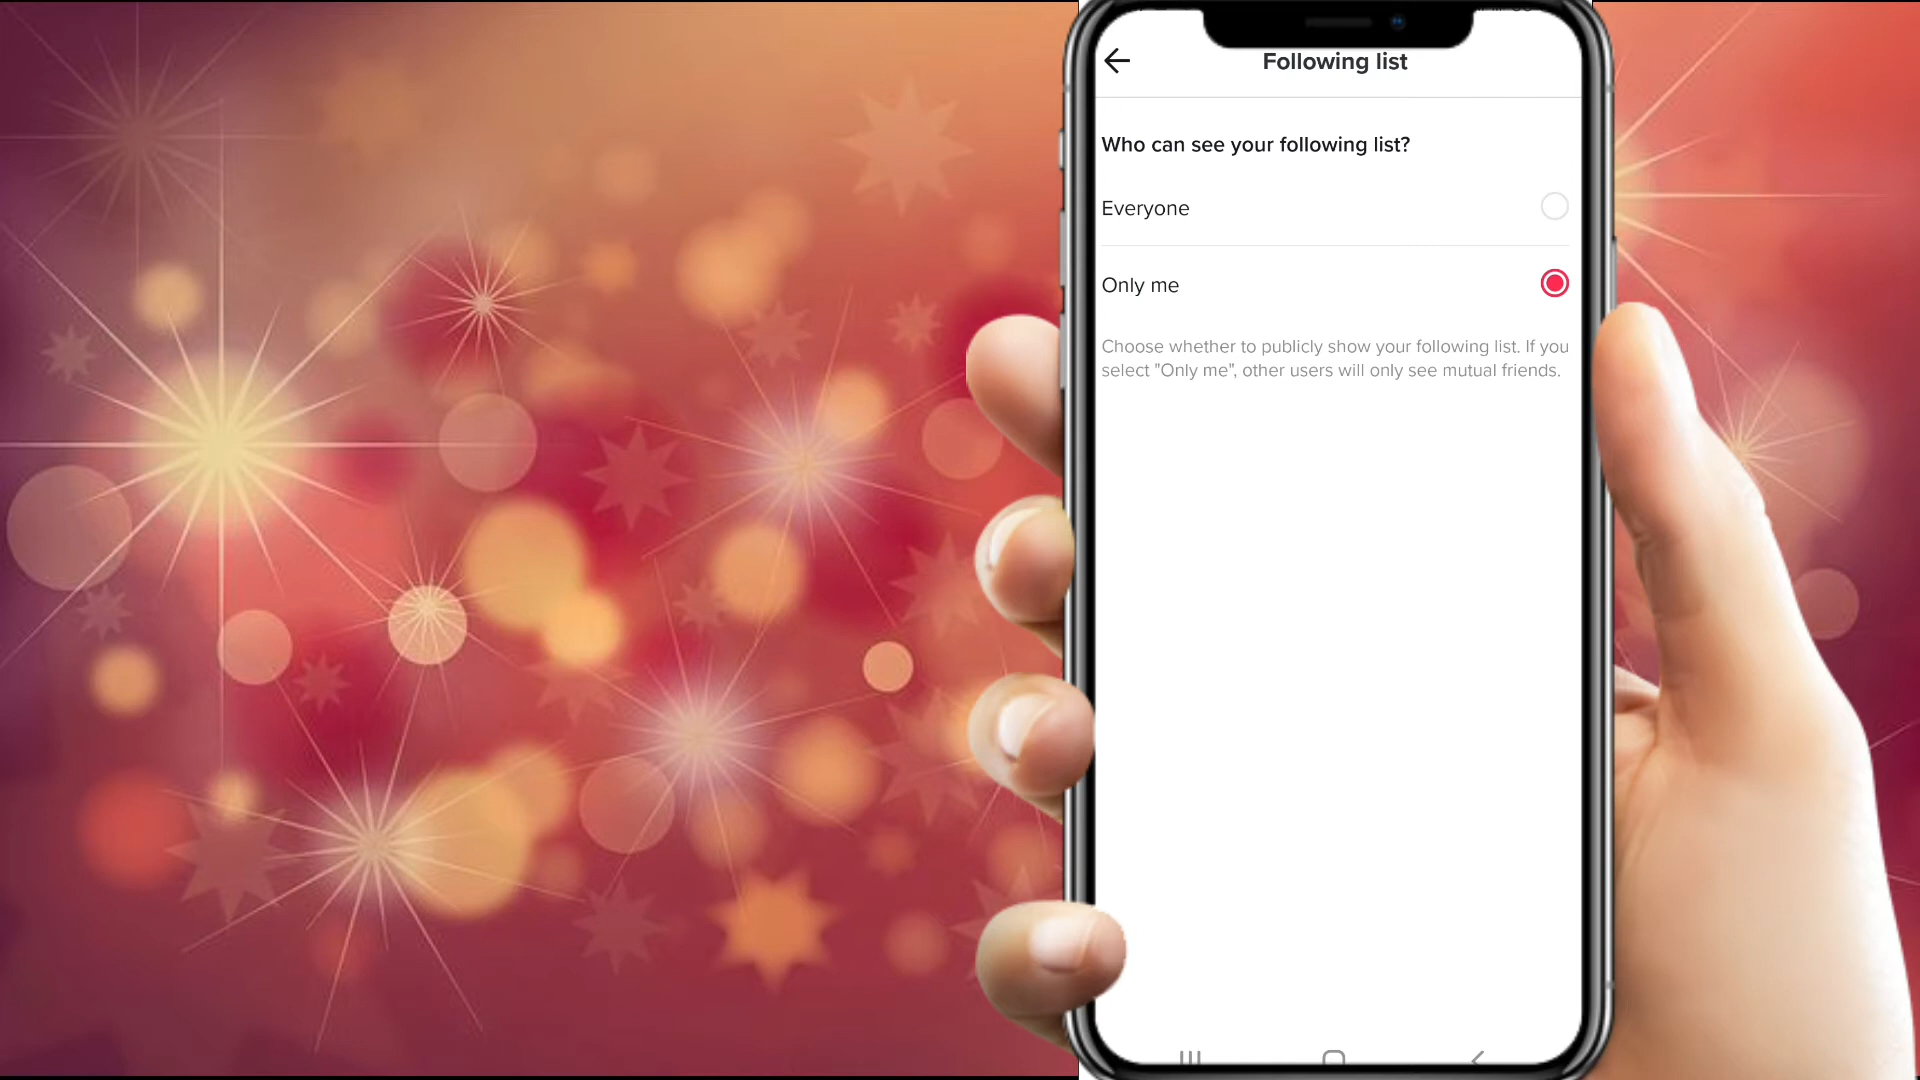 Following list
Who can see your following list?
Everyone
Only me
Choose whether to publicly show your following list. If you
select "Only me", other users will only see mutual friends.